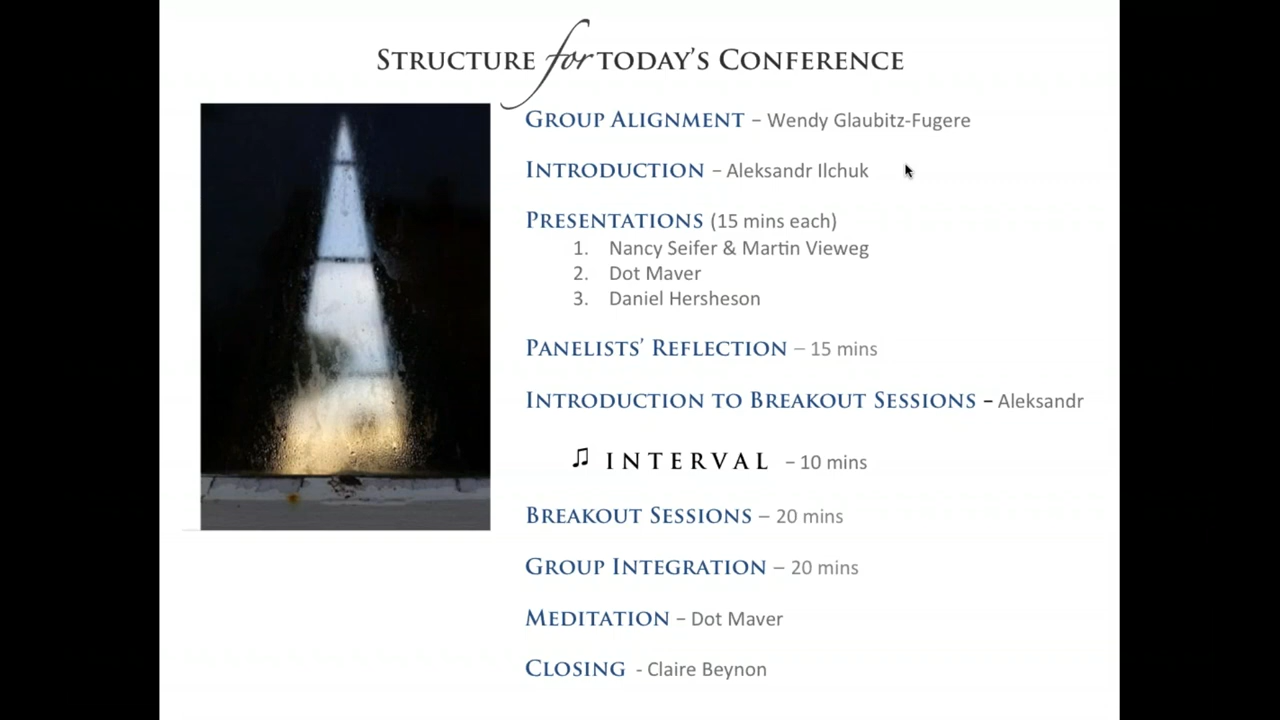 STRUCTURE for TODAY'S CONFERENCE
GROUP ALIGNMENT – Wendy Glaubitz-Fugere
INTRODUCTION – Aleksandr Ilchuk
PRESENTATIONS (15 mins each)
1. Nancy Seifer & Martin Vieweg
2. Dot Maver
3. Daniel Hersheson
PANELISTS' REFLECTION – 15 mins
INTRODUCTION TO BREAKOUT SESSIONS – Aleksandr
♫ INTERVAL – 10 mins
BREAKOUT SESSIONS – 20 mins
GROUP INTEGRATION – 20 mins
MEDITATION – Dot Maver
CLOSING - Claire Beynon